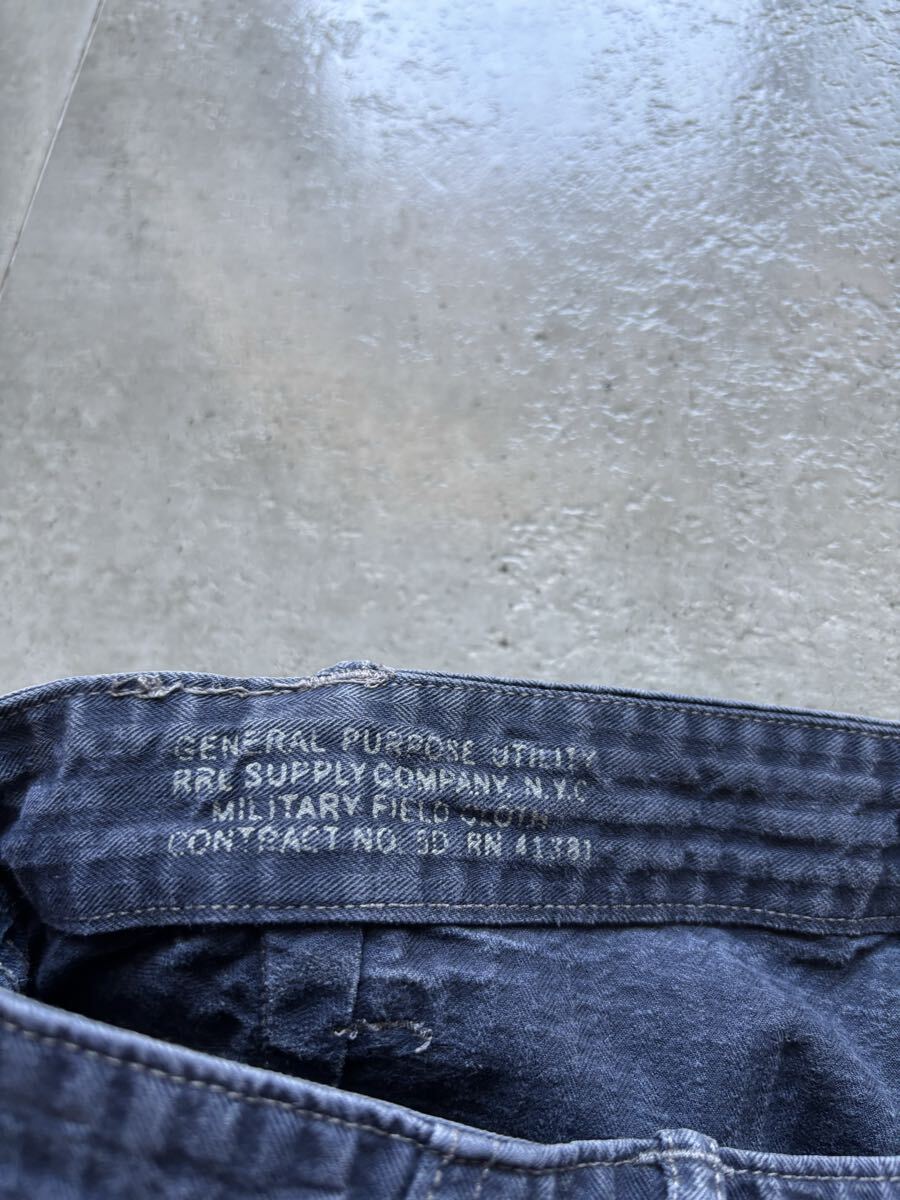 GENERAL PURPOSE UTILITY
RRL SUPPLY COMPANY, N.Y.C
MILITARY FIELD CLOTH
CONTRACT NO. 3D RN 41381